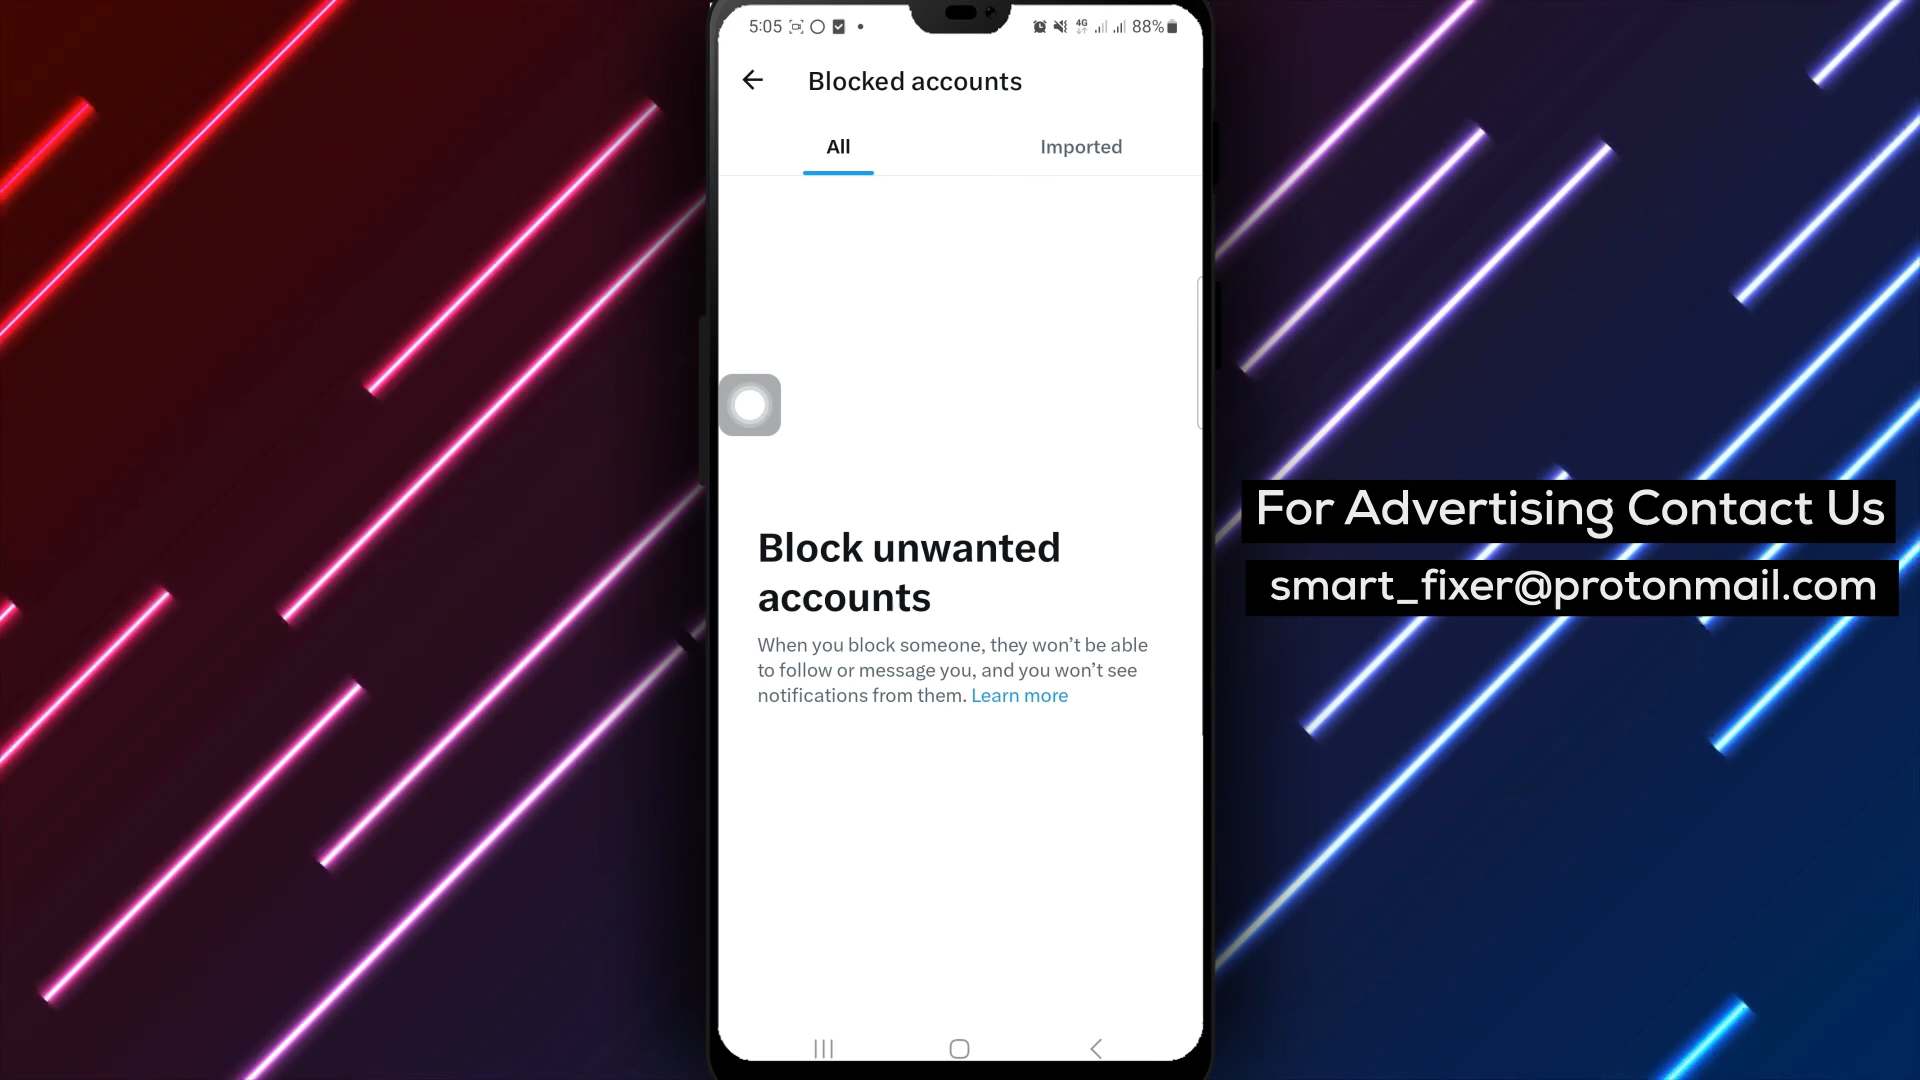 5:05
4G
88%
Blocked accounts
All
Imported
Block unwanted
accounts
When you block someone, they won’t be able
to follow or message you, and you won’t see
notifications from them. Learn more
For Advertising Contact Us
smart_fixer@protonmail.com